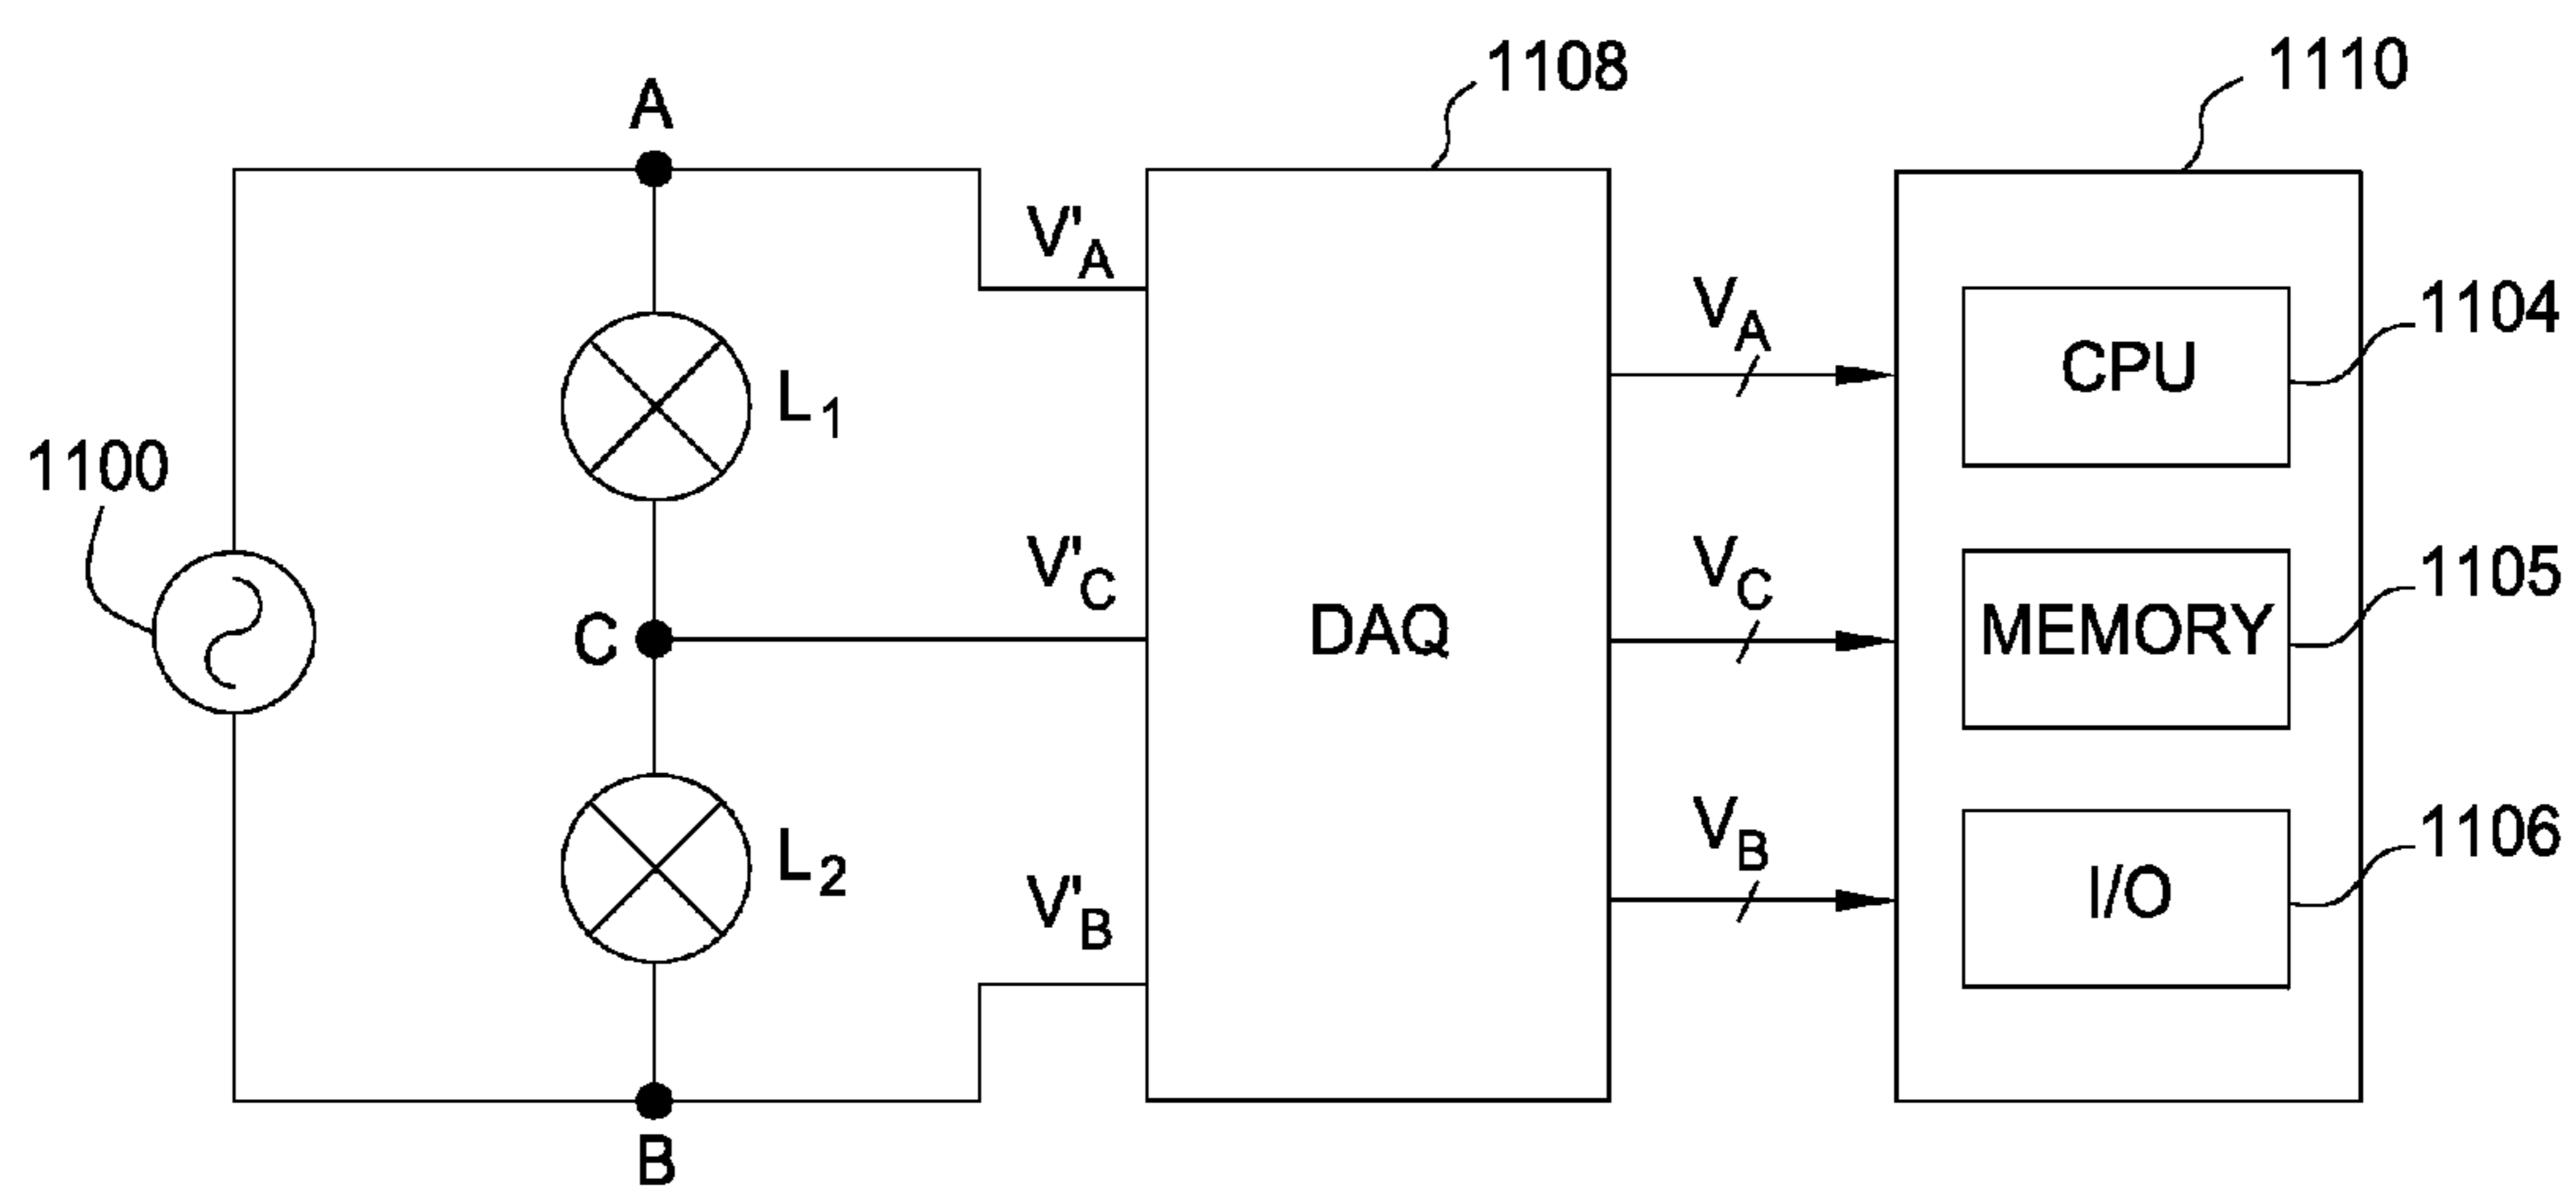 1108
1110
A
V'A
VA
1104
CPU
L1
1100
V'C
VC
1105
C
DAQ
MEMORY
VB
1106
L2
V'B
I/O
B